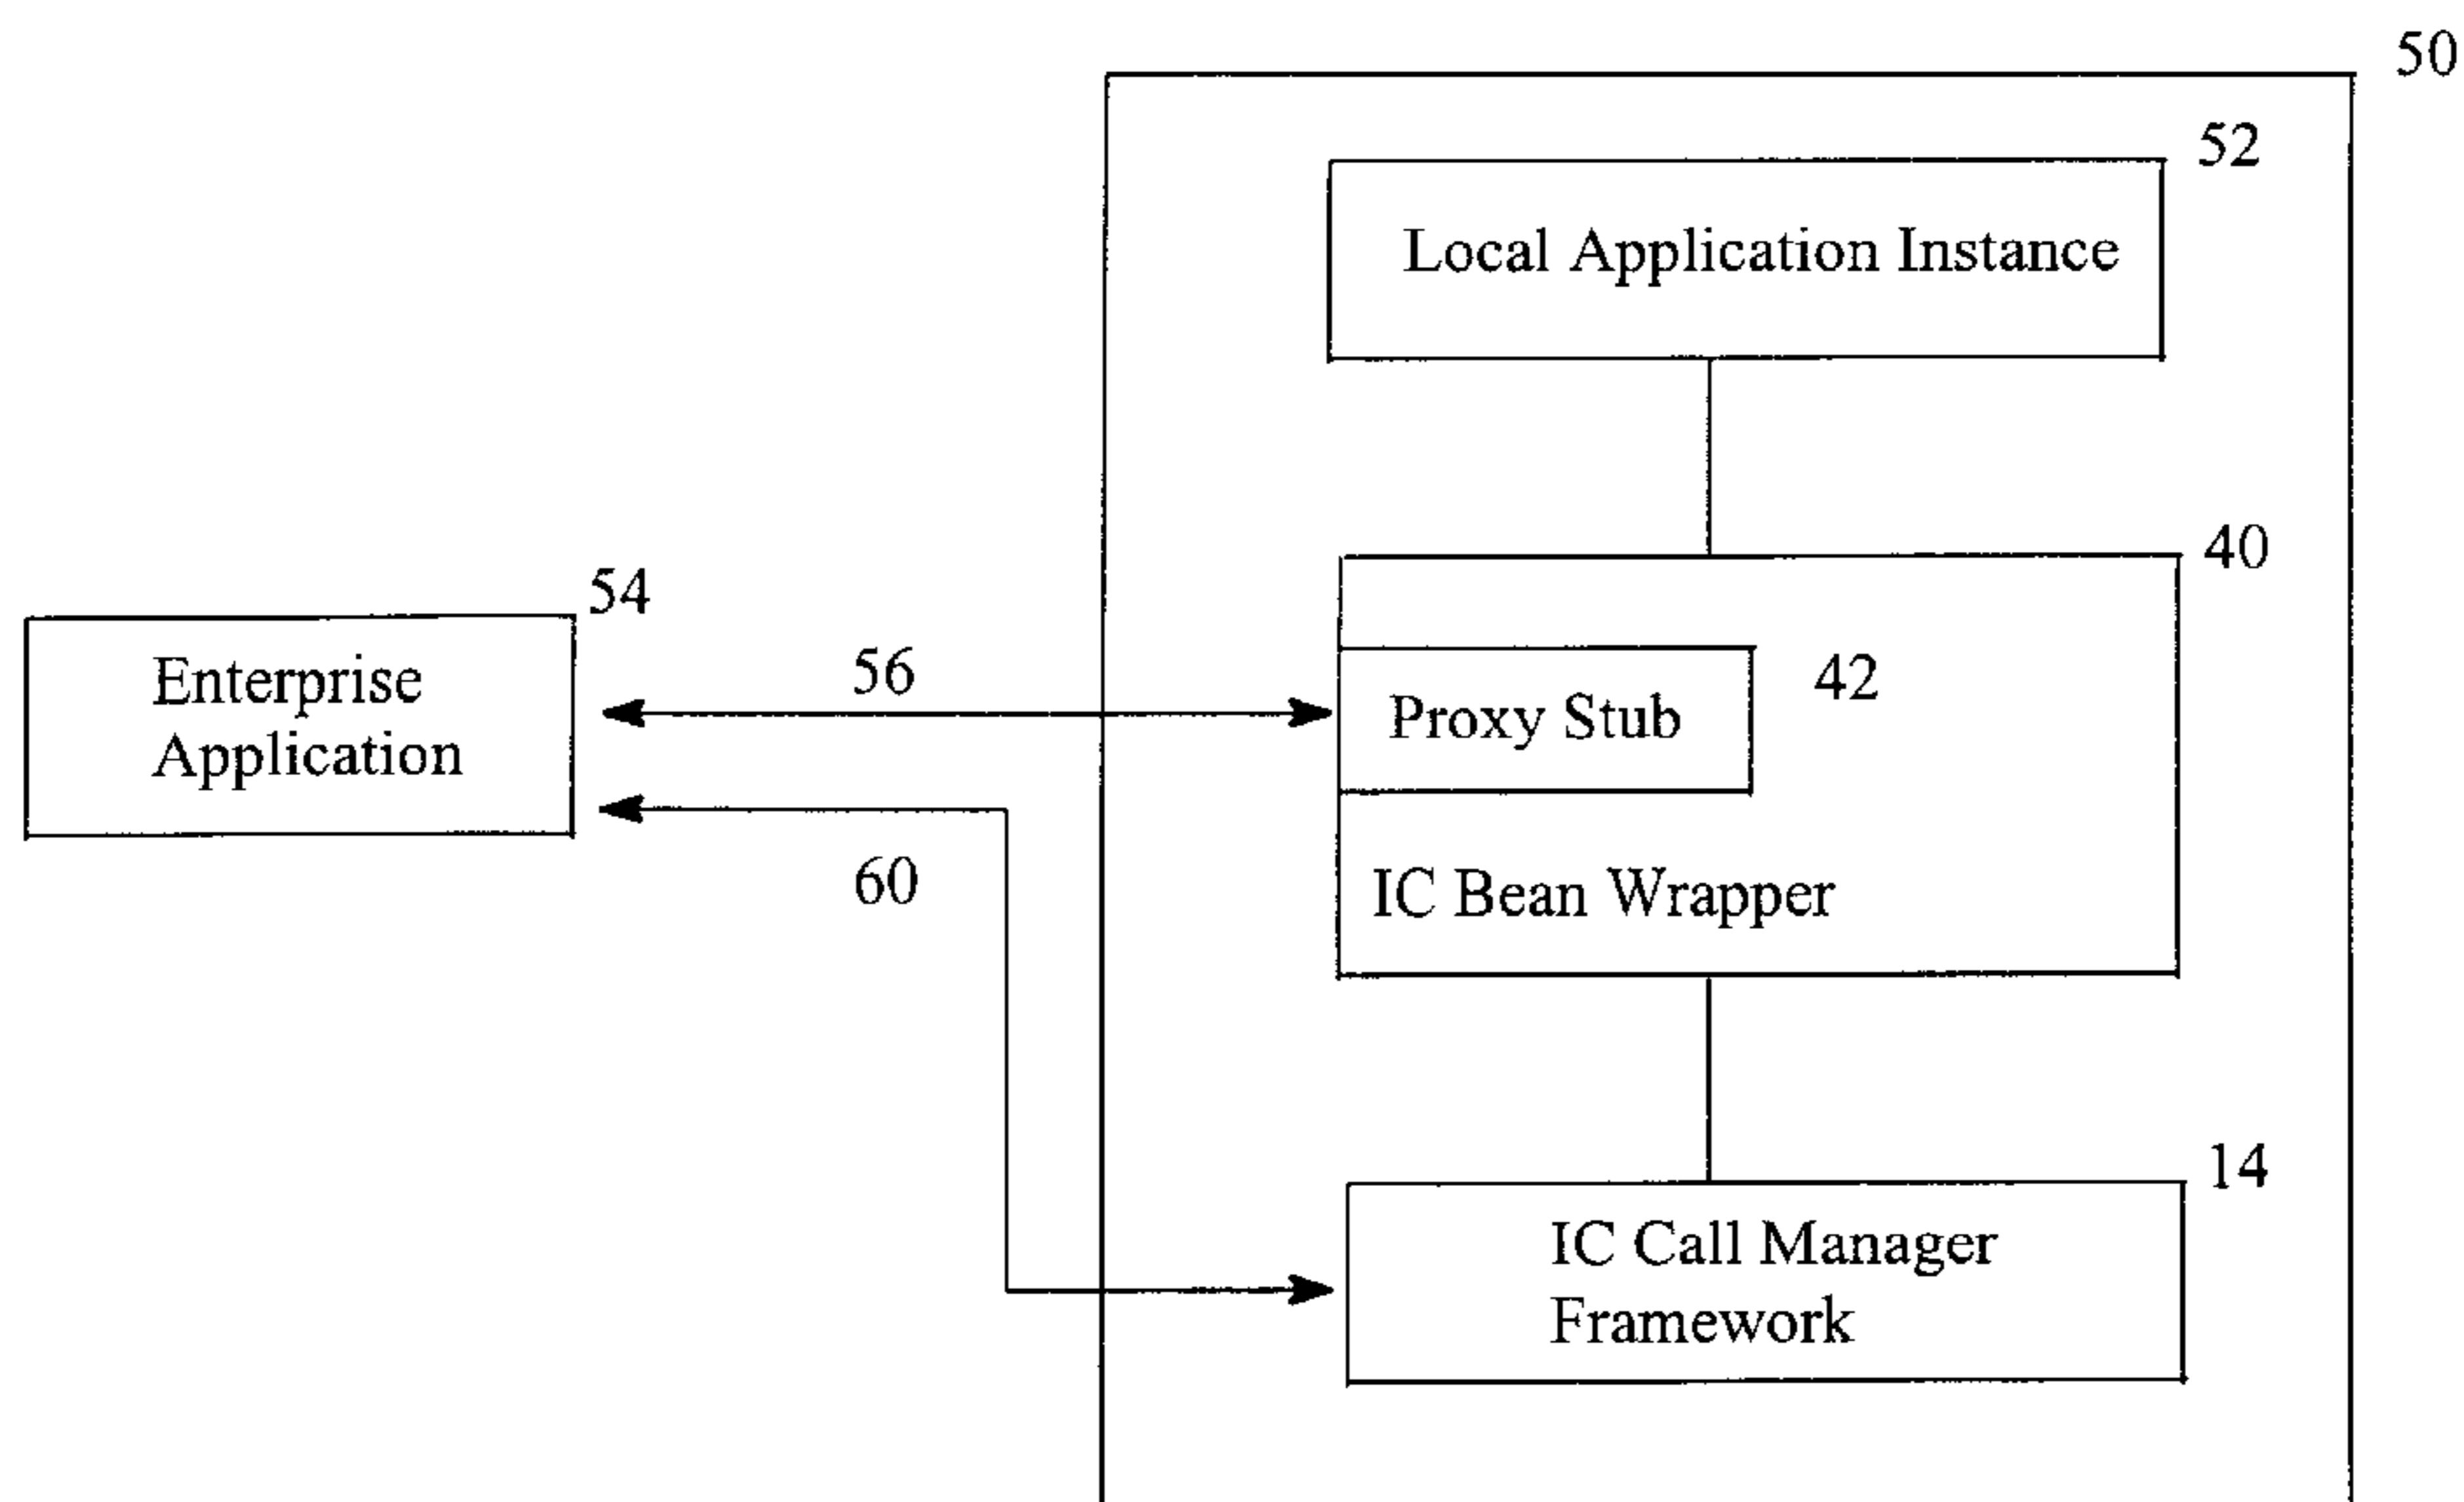 50
52
Local Application Instance
40
54
Enterprise
Application
56
42
Proxy Stub
60
IC Bean Wrapper
14
IC Call Manager
Framework